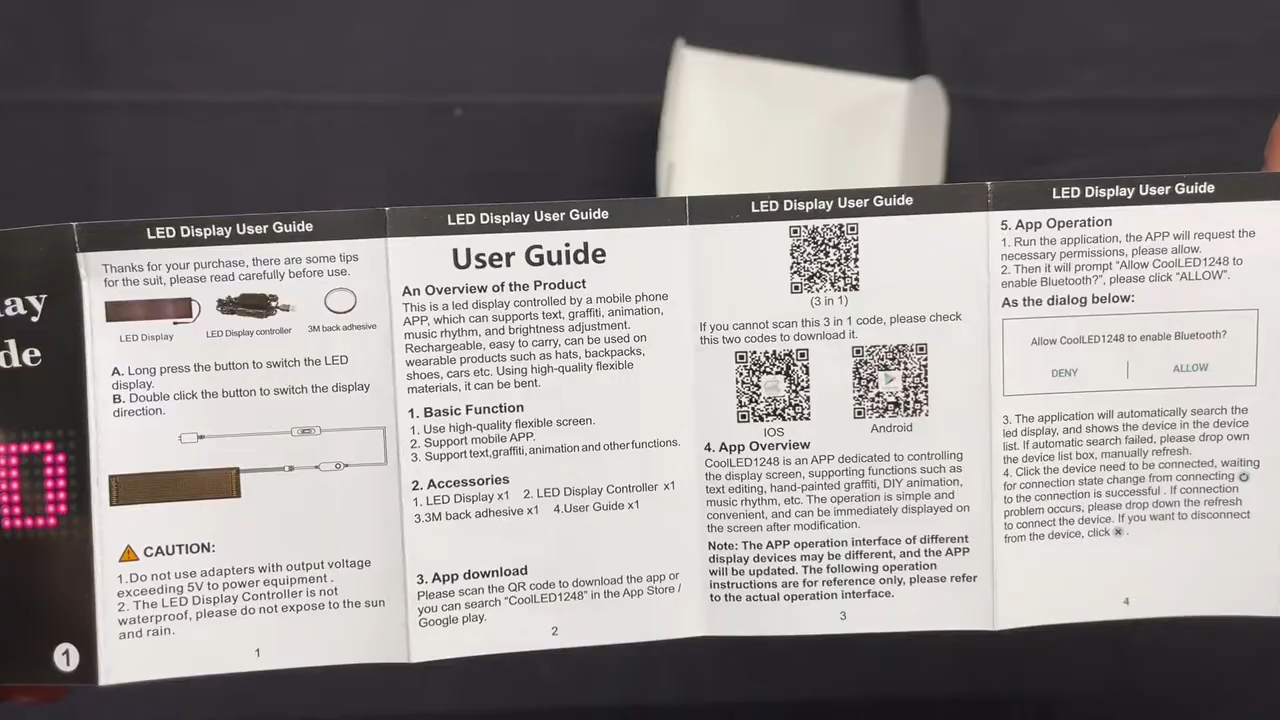 ay
de
D
1
LED Display User Guide
Thanks for your purchase, there are some tips
for the suit, please read carefully before use.
LED Display
LED Display controller
3M back adhesive
A. Long press the button to switch the LED
display.
B. Double click the button to switch the display
direction.
CAUTION:
1.Do not use adapters with output voltage
exceeding 5V to power equipment .
2. The LED Display Controller is not
waterproof, please do not expose to the sun
and rain.
1
LED Display User Guide
User Guide
An Overview of the Product
This is a led display controlled by a mobile phone
APP, which can supports text, graffiti, animation,
music rhythm, and brightness adjustment.
Rechargeable, easy to carry, can be used on
wearable products such as hats, backpacks,
shoes, cars etc. Using high-quality flexible
materials, it can be bent.
1. Basic Function
1. Use high-quality flexible screen.
2. Support mobile APP.
3. Support text,graffiti,animation and other functions.
2. Accessories
1. LED Display x1 2. LED Display Controller x1
3.3M back adhesive x1 4.User Guide x1
3. App download
Please scan the QR code to download the app or
you can search "CoolLED1248" in the App Store /
Google play.
2
LED Display User Guide
(3 in 1)
If you cannot scan this 3 in 1 code, please check
this two codes to download it.
IOS
Android
4. App Overview
CoolLED1248 is an APP dedicated to controlling
the display screen, supporting functions such as
text editing, hand-painted graffiti, DIY animation,
music rhythm, etc. The operation is simple and
convenient, and can be immediately displayed on
the screen after modification.
Note: The APP operation interface of different
display devices may be different, and the APP
will be updated. The following operation
instructions are for reference only, please refer
to the actual operation interface.
3
LED Display User Guide
5. App Operation
1. Run the application, the APP will request the
necessary permissions, please allow.
2. Then it will prompt "Allow CoolLED1248 to
enable Bluetooth?", please click "ALLOW".
As the dialog below:
Allow CoolLED1248 to enable Bluetooth?
DENY
ALLOW
3. The application will automatically search the
led display, and shows the device in the device
list. If automatic search failed, please drop own
the device list box, manually refresh.
4. Click the device need to be connected, waiting
for connection state change from connecting
to the connection is successful . If connection
problem occurs, please drop down the refresh
to connect the device. If you want to disconnect
from the device, click .
4